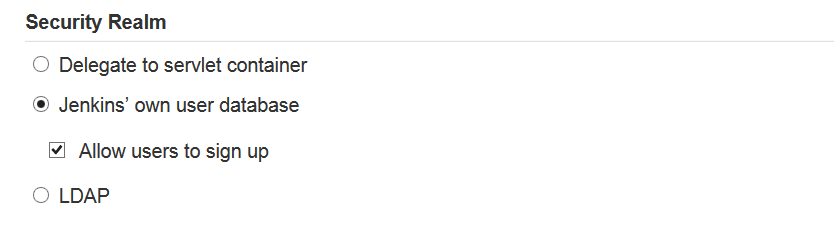 Security Realm
Delegate to servlet container
Jenkins’ own user database
Allow users to sign up
LDAP